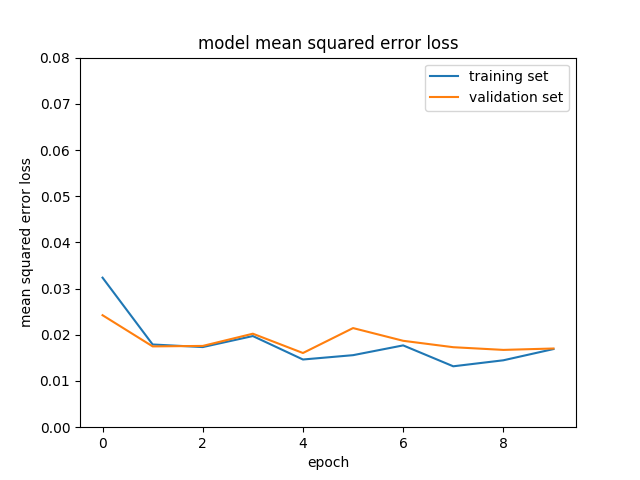 model mean squared error loss
0.08
0.07
0.06
0.05
0.04
0.03
0.02
0.01
0.00
mean squared error loss
training set
validation set
0 2 4 6 8
epoch